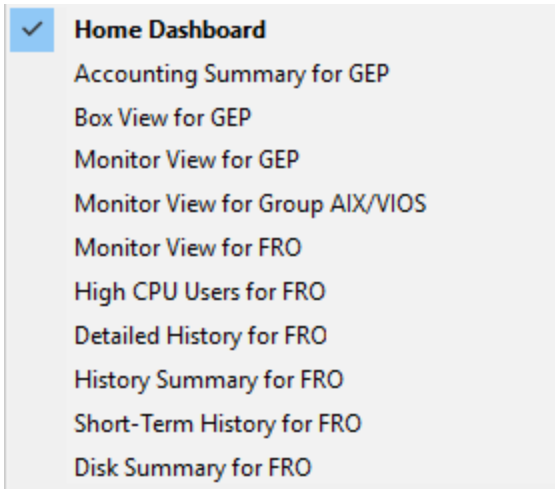 Home Dashboard
Accounting Summary for GEP
Box View for GEP
Monitor View for GEP
Monitor View for Group AIX/VIOS
Monitor View for FRO
High CPU Users for FRO
Detailed History for FRO
History Summary for FRO
Short-Term History for FRO
Disk Summary for FRO